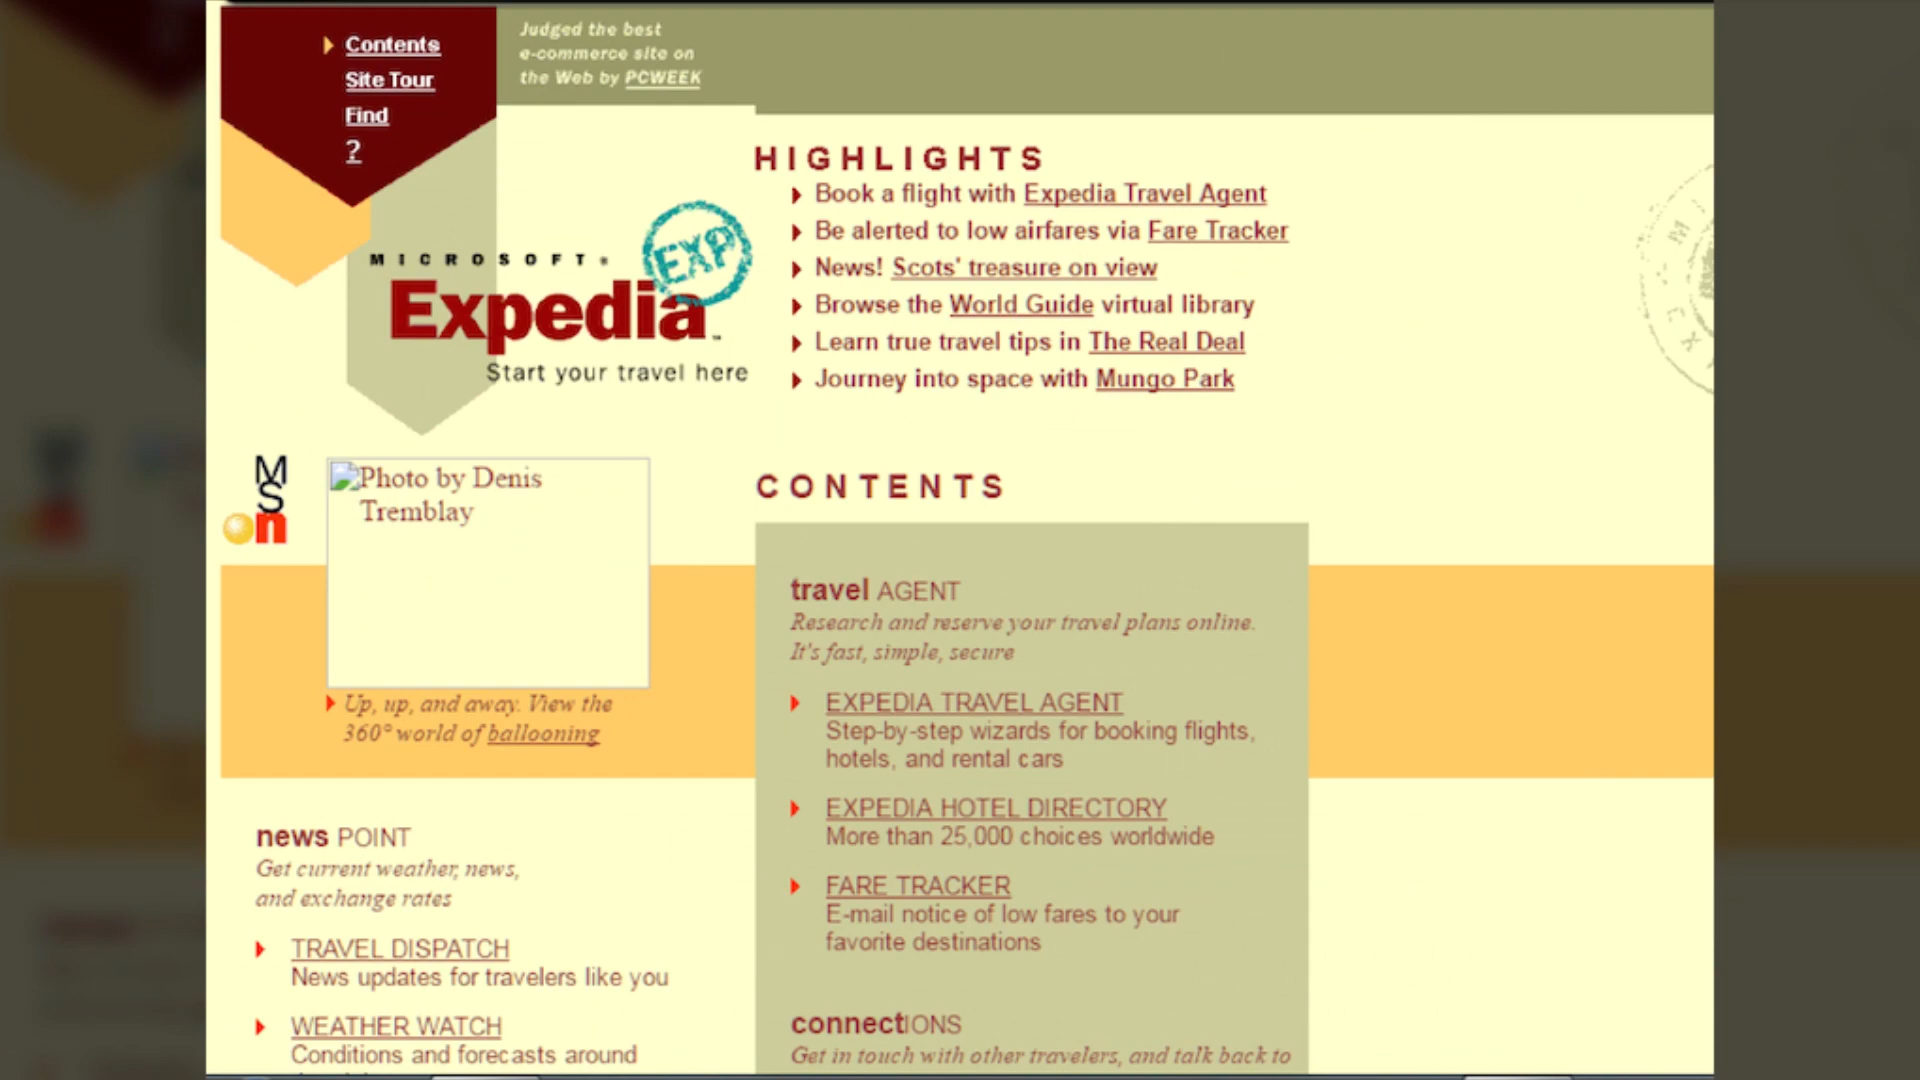 Contents
Site Tour
Find
?
Judged the best
e-commerce site on
the Web by PCWEEK
MICROSOFT®
Expedia™
EXP
Start your travel here
HIGHLIGHTS
Book a flight with Expedia Travel Agent
Be alerted to low airfares via Fare Tracker
News! Scots' treasure on view
Browse the World Guide virtual library
Learn true travel tips in The Real Deal
Journey into space with Mungo Park
MSn
Photo by Denis
Tremblay
Up, up, and away. View the
360° world of ballooning
news POINT
Get current weather, news,
and exchange rates
TRAVEL DISPATCH
News updates for travelers like you
WEATHER WATCH
Conditions and forecasts around
CONTENTS
travel AGENT
Research and reserve your travel plans online.
It's fast, simple, secure
EXPEDIA TRAVEL AGENT
Step-by-step wizards for booking flights,
hotels, and rental cars
EXPEDIA HOTEL DIRECTORY
More than 25,000 choices worldwide
FARE TRACKER
E-mail notice of low fares to your
favorite destinations
connectIONS
Get in touch with other travelers, and talk back to